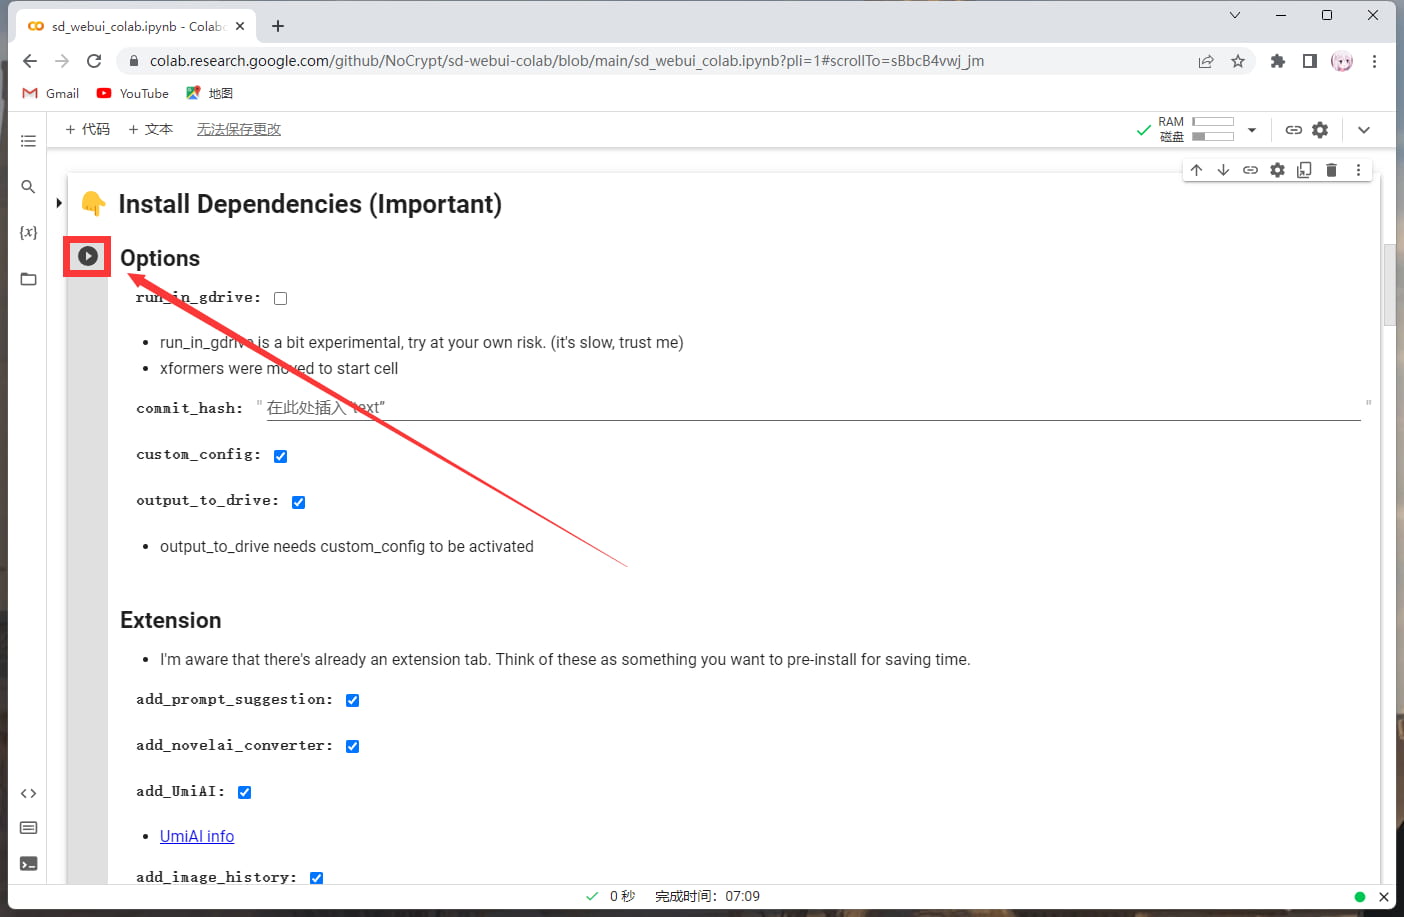 sd_webui_colab.ipynb - Colab
colab.research.google.com/github/NoCrypt/sd-webui-colab/blob/main/sd_webui_colab.ipynb?pli=1#scrollTo=sBbcB4vwj_jm
Gmail YouTube 地图
+ 代码 + 文本 无法保存更改
RAM
磁盘
{x}
Install Dependencies (Important)
Options
run_in_gdrive:
• run_in_gdrive is a bit experimental, try at your own risk. (it's slow, trust me)
• xformers were moved to start cell
commit_hash: " 在此处插入"text" "
custom_config:
output_to_drive:
• output_to_drive needs custom_config to be activated
Extension
• I'm aware that there's already an extension tab. Think of these as something you want to pre-install for saving time.
add_prompt_suggestion:
add_novelai_converter:
add_UmiAI:
• UmiAI info
add_image_history:
0 秒 完成时间：07:09